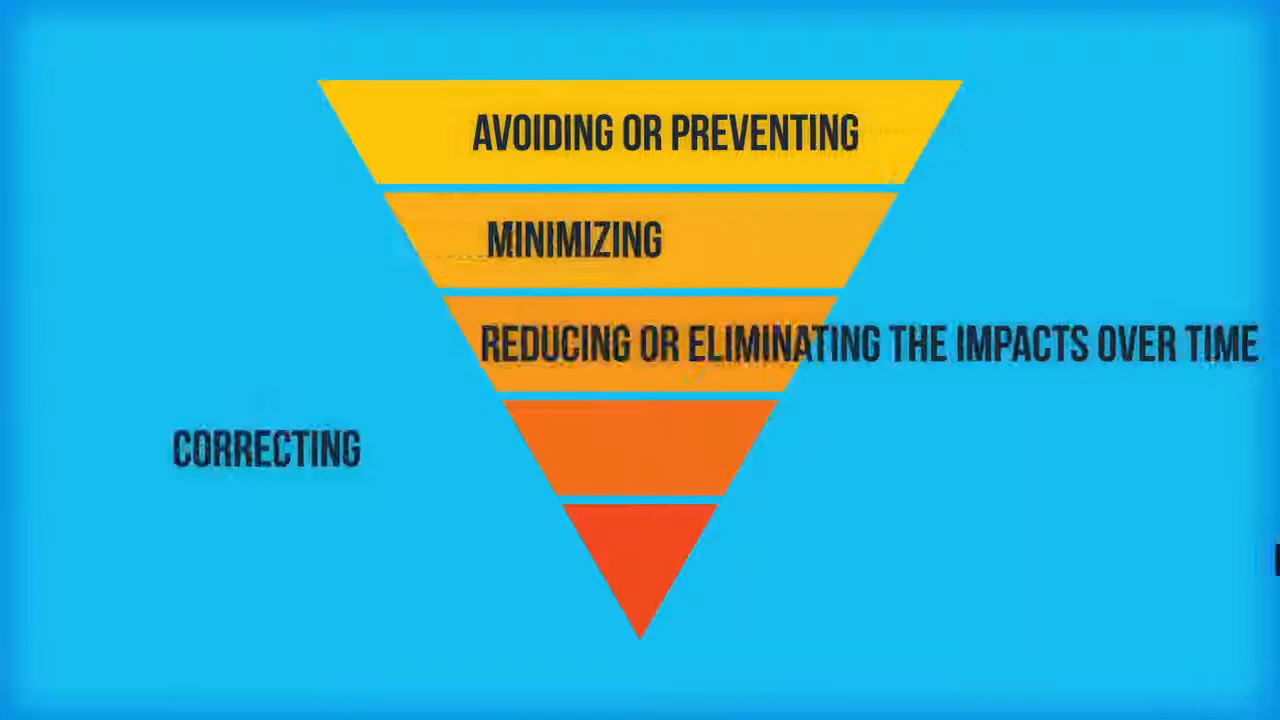 AVOIDING OR PREVENTING
MINIMIZING
REDUCING OR ELIMINATING THE IMPACTS OVER TIME
CORRECTING